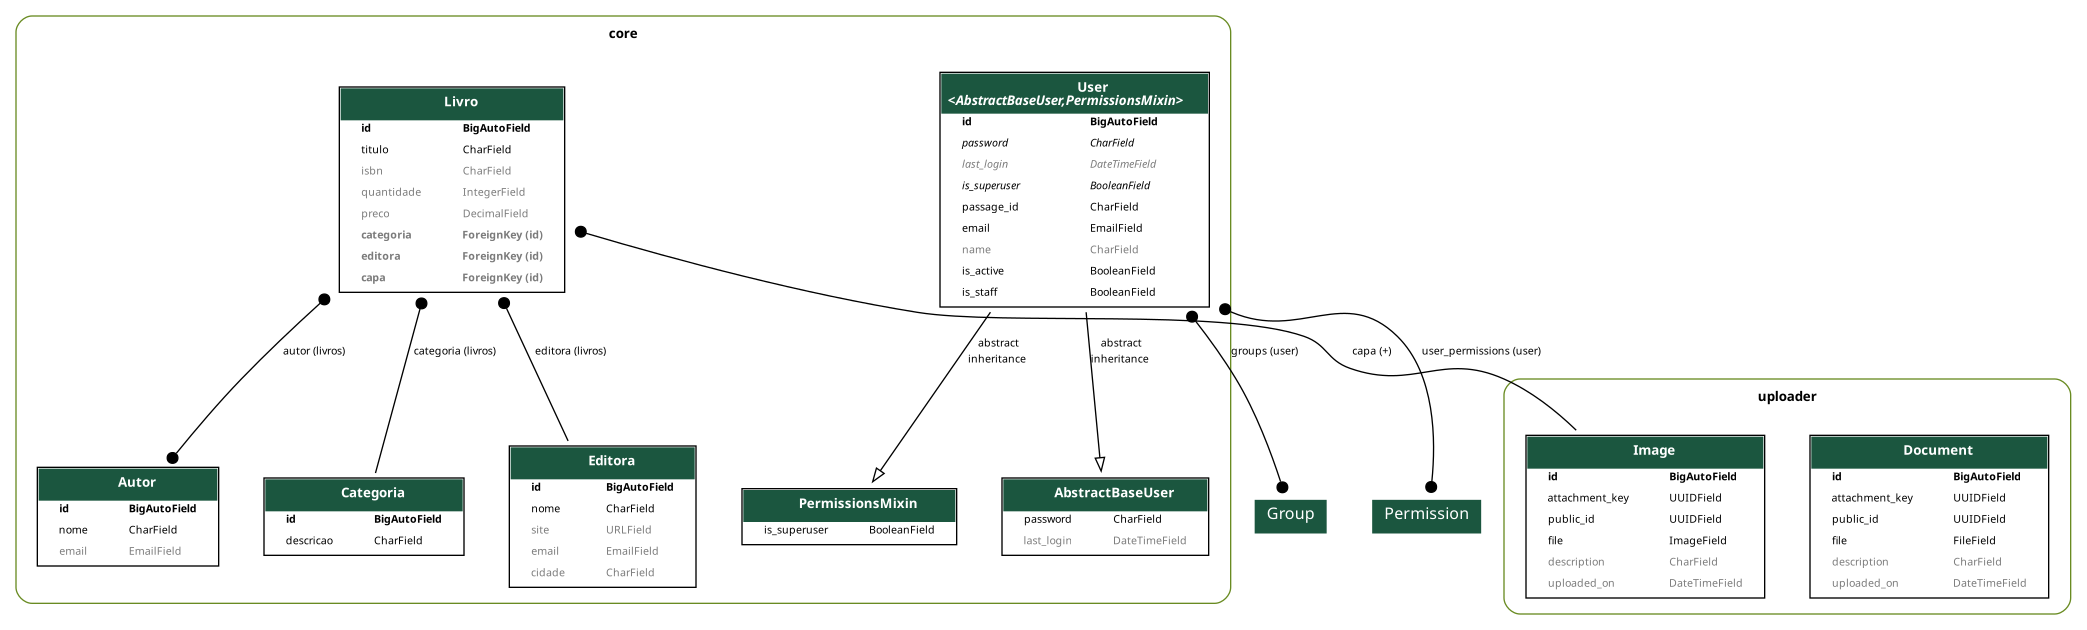 core
Livro
id BigAutoField
titulo CharField
isbn CharField
quantidade IntegerField
preco DecimalField
categoria ForeignKey (id)
editora ForeignKey (id)
capa ForeignKey (id)
User
<AbstractBaseUser,PermissionsMixin>
id BigAutoField
password CharField
last_login DateTimeField
is_superuser BooleanField
passage_id CharField
email EmailField
name CharField
is_active BooleanField
is_staff BooleanField
autor (livros)
categoria (livros)
editora (livros)
abstract
inheritance
abstract
inheritance
groups (user)
capa (+)
user_permissions (user)
Autor
id BigAutoField
nome CharField
email EmailField
Categoria
id BigAutoField
descricao CharField
Editora
id BigAutoField
nome CharField
site URLField
email EmailField
cidade CharField
PermissionsMixin
is_superuser BooleanField
AbstractBaseUser
password CharField
last_login DateTimeField
Group
Permission
uploader
Image
id BigAutoField
attachment_key UUIDField
public_id UUIDField
file ImageField
description CharField
uploaded_on DateTimeField
Document
id BigAutoField
attachment_key UUIDField
public_id UUIDField
file FileField
description CharField
uploaded_on DateTimeField